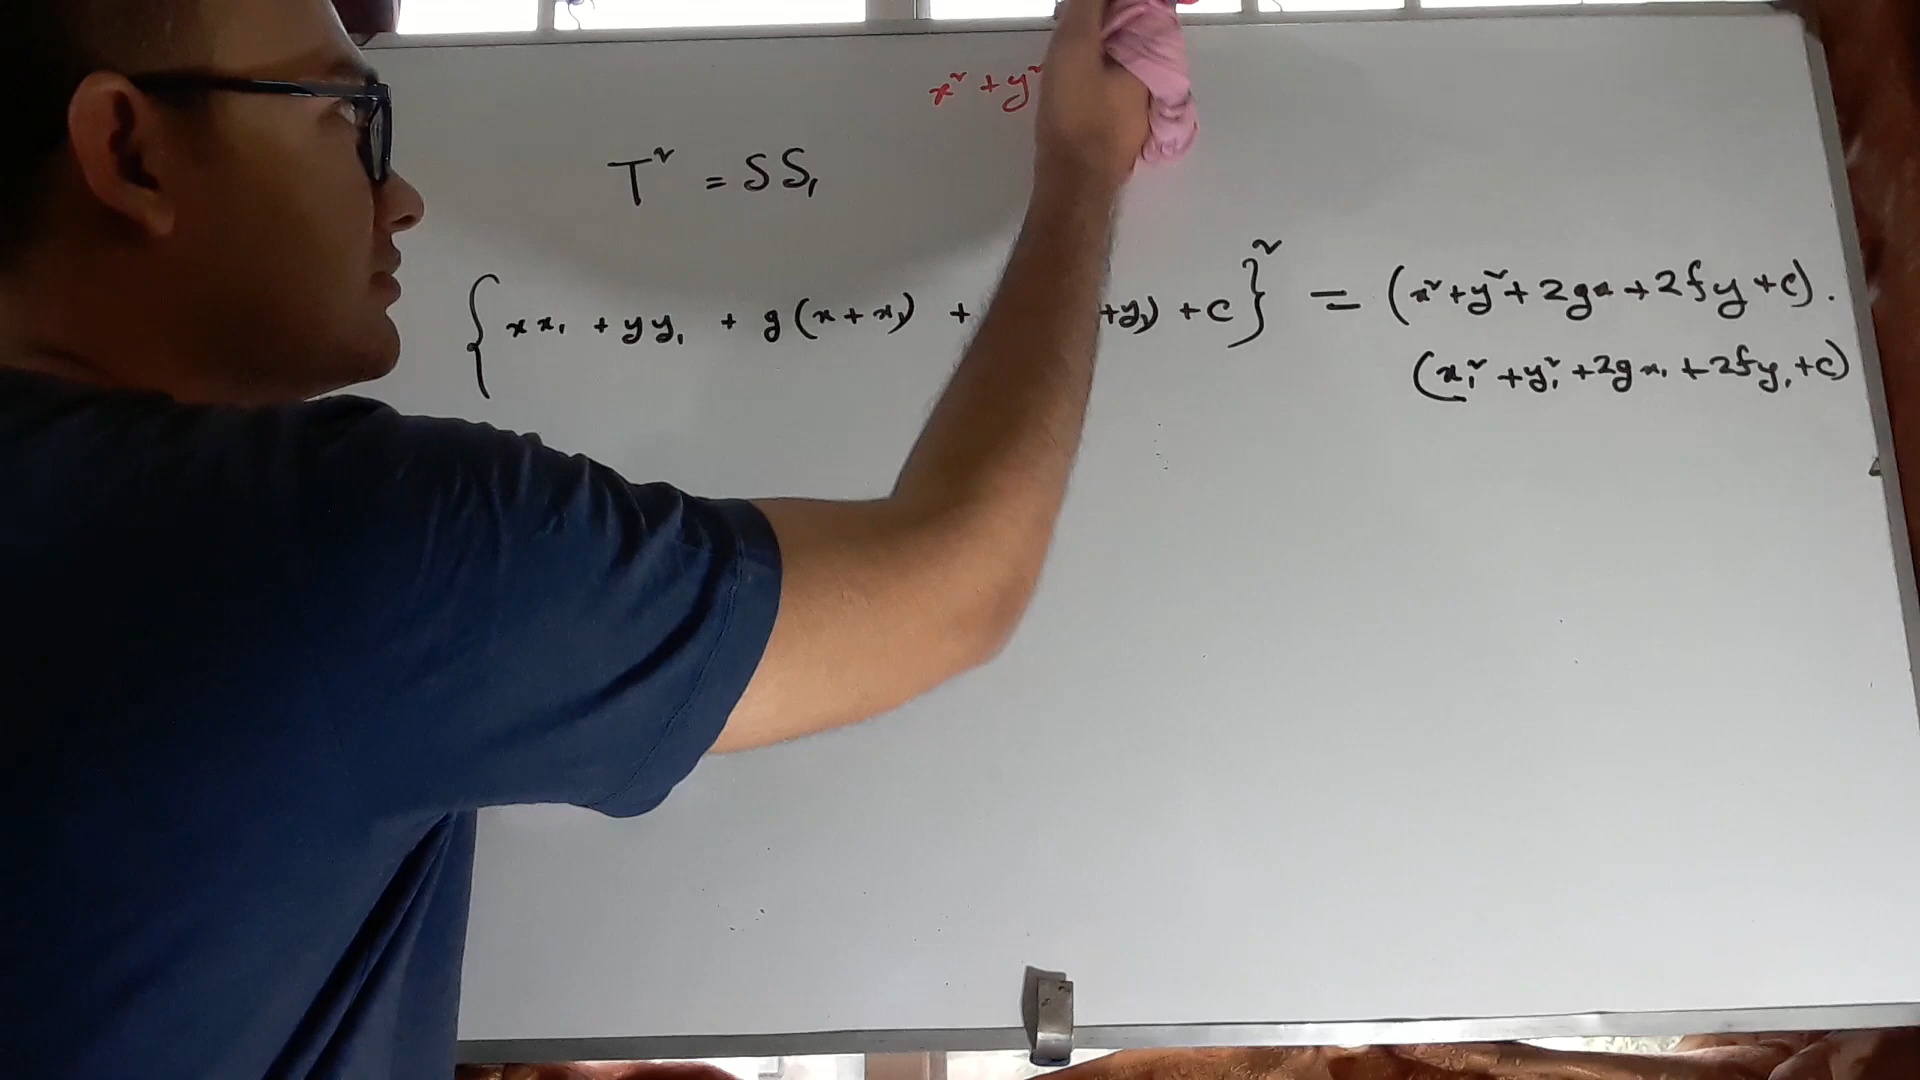 x² + y²
T² = SS₁
{xx₁ + yy₁ + g(x + x₁) + +y₁) + c}² = (x² + y² + 2gx + 2fy + c).
(x₁² + y₁² + 2gx₁ + 2fy₁ + c)